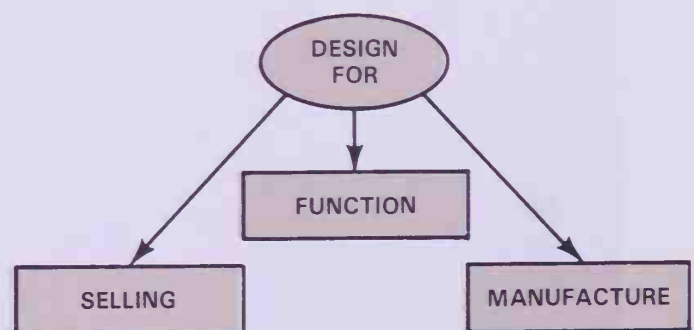 DESIGN
FOR
FUNCTION
SELLING
MANUFACTURE